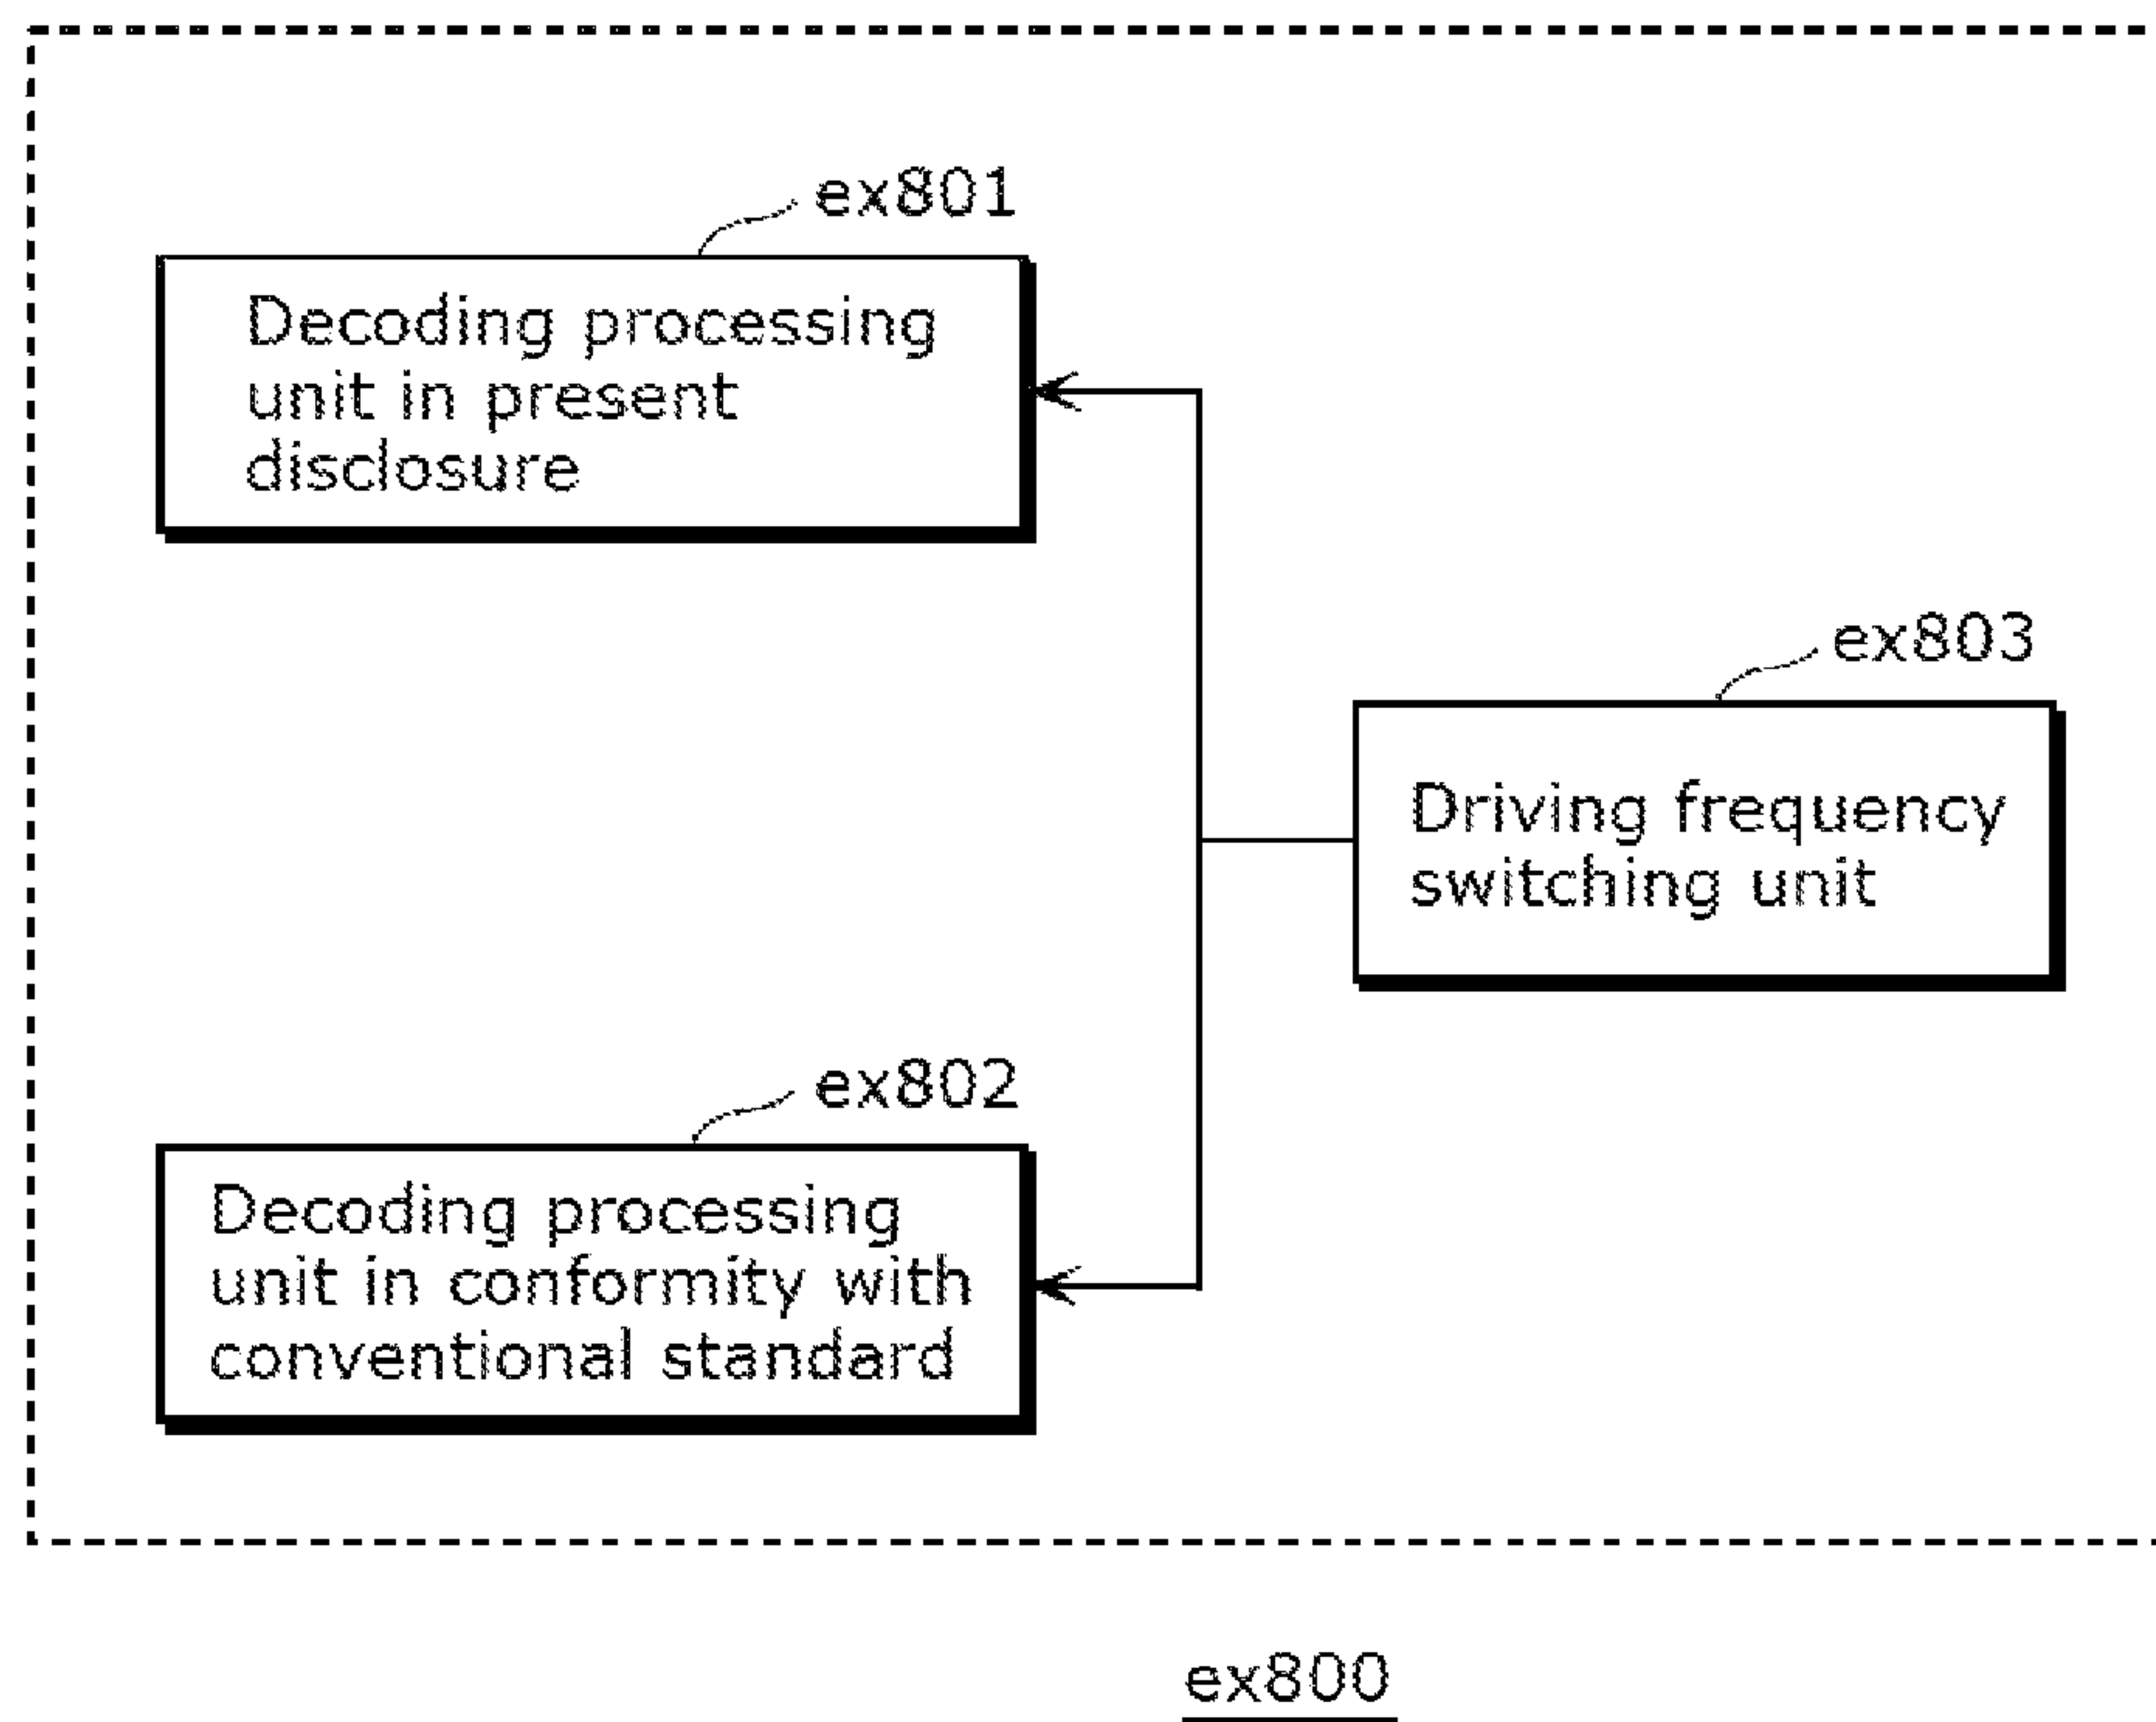 ex801
Decoding processing
unit in present
disclosure
ex803
Driving frequency
switching unit
ex802
Decoding processing
unit in conformity with
conventional standard
ex800